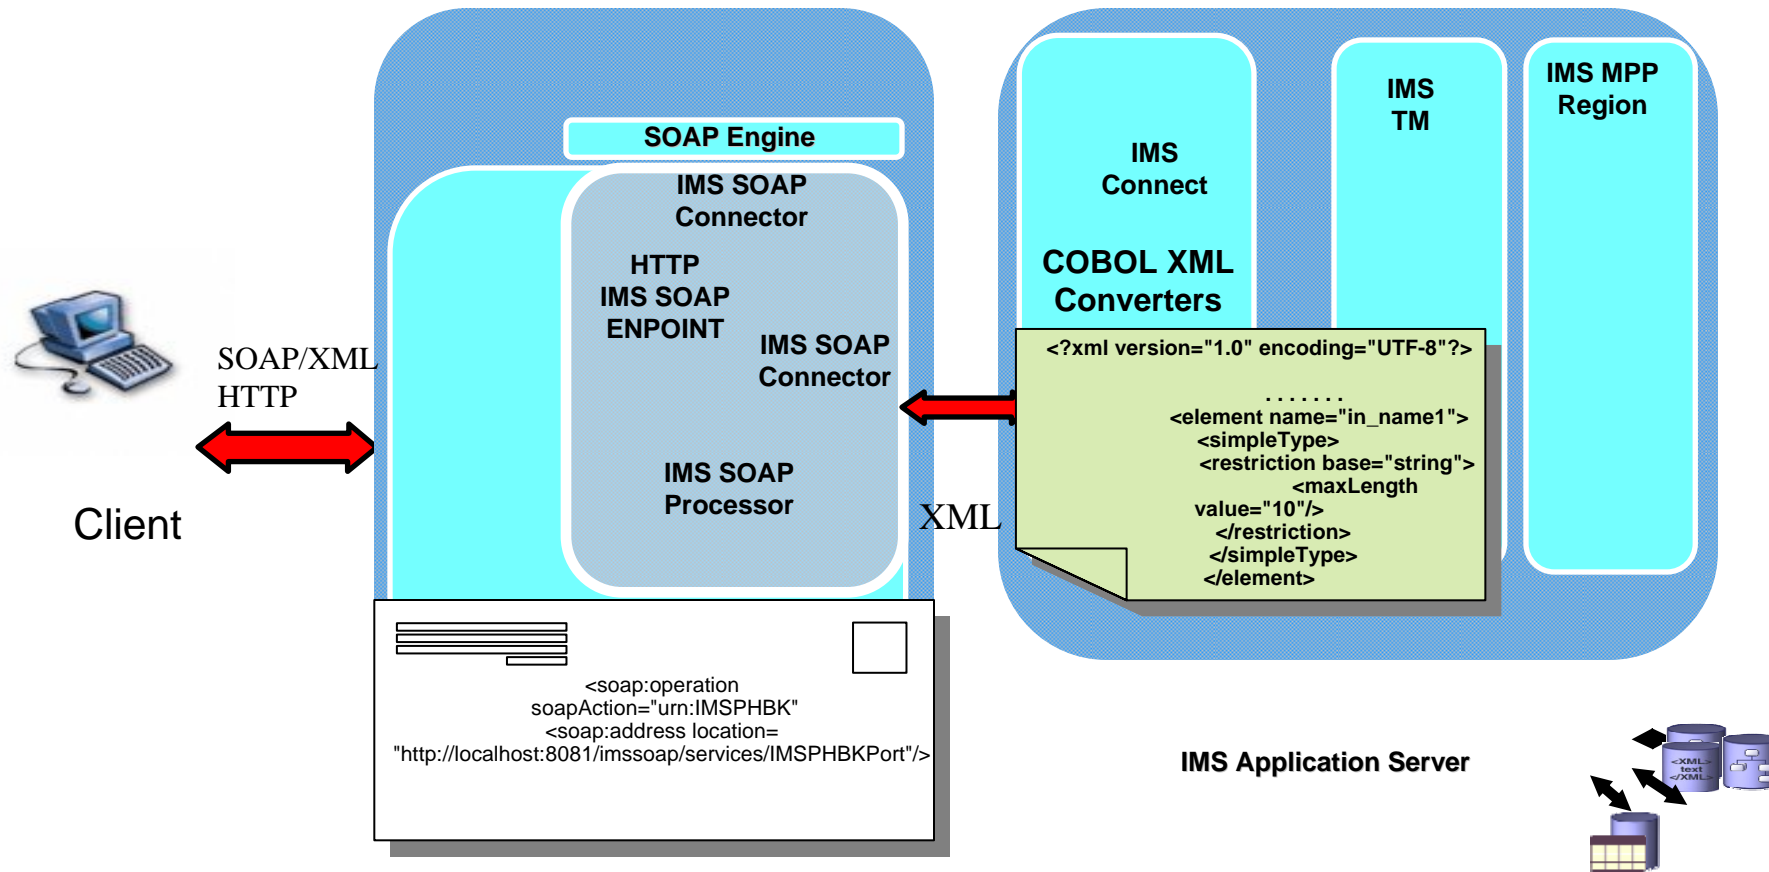 SOAP Engine
IMS SOAP
Connector
HTTP
IMS SOAP
ENPOINT
IMS SOAP
Connector
IMS SOAP
Processor
SOAP/XML
HTTP
Client
XML
IMS
Connect
COBOL XML
Converters
IMS
TM
IMS MPP
Region
<?xml version="1.0" encoding="UTF-8"?>
. . . . . . .
<element name="in_name1">
<simpleType>
<restriction base="string">
<maxLength
value="10"/>
</restriction>
</simpleType>
</element>
<soap:operation
soapAction="urn:IMSPHBK"
<soap:address location=
"http://localhost:8081/imssoap/services/IMSPHBKPort"/>
IMS Application Server
<XML>
text
</XML>